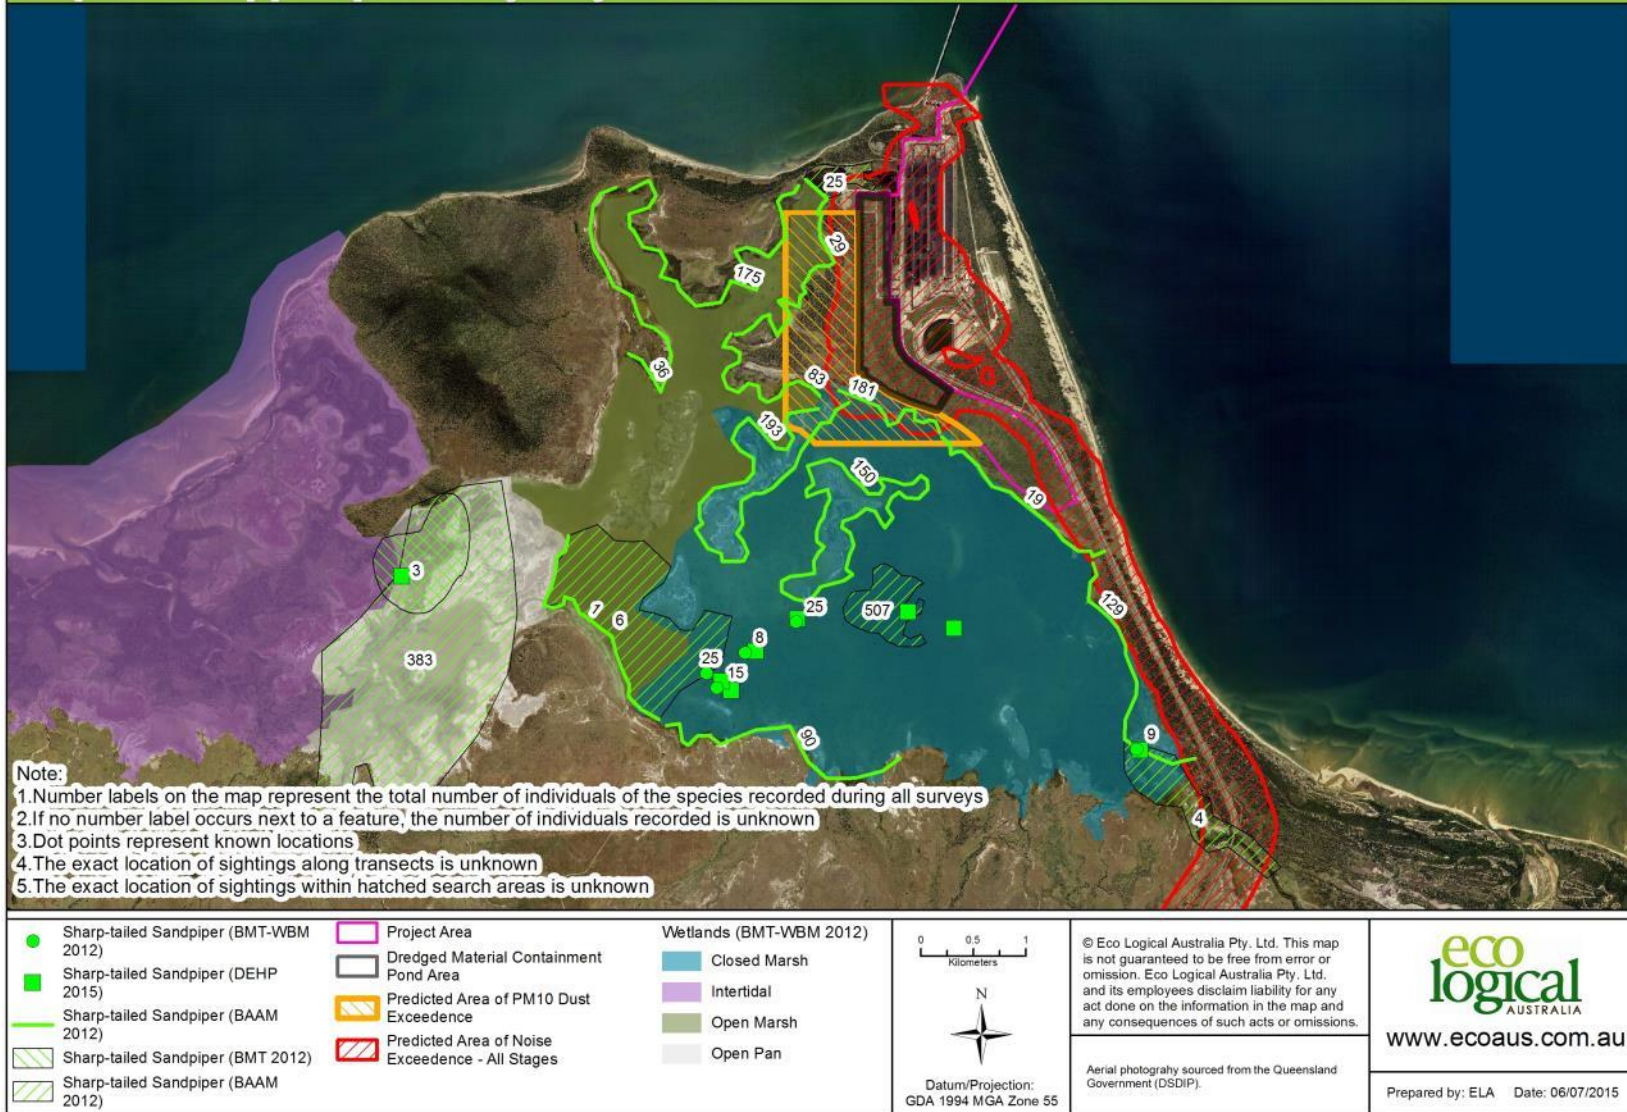 25
29
175
36
83
181
193
150
19
3
129
1
6
25
507
8
383
25
15
90
9
4
Note:
1.Number labels on the map represent the total number of individuals of the species recorded during all surveys
2.If no number label occurs next to a feature, the number of individuals recorded is unknown
3.Dot points represent known locations
4.The exact location of sightings along transects is unknown
5.The exact location of sightings within hatched search areas is unknown
Sharp-tailed Sandpiper (BMT-WBM
2012)
Sharp-tailed Sandpiper (DEHP
2015)
Sharp-tailed Sandpiper (BAAM
2012)
Sharp-tailed Sandpiper (BMT 2012)
Sharp-tailed Sandpiper (BAAM
2012)
Project Area
Dredged Material Containment
Pond Area
Predicted Area of PM10 Dust
Exceedence
Predicted Area of Noise
Exceedence - All Stages
Wetlands (BMT-WBM 2012)
Closed Marsh
Intertidal
Open Marsh
Open Pan
0 0.5 1
Kilometers
N
Datum/Projection:
GDA 1994 MGA Zone 55
© Eco Logical Australia Pty. Ltd. This map
is not guaranteed to be free from error or
omission. Eco Logical Australia Pty. Ltd.
and its employees disclaim liability for any
act done on the information in the map and
any consequences of such acts or omissions.
Aerial photograhy sourced from the Queensland
Government (DSDIP).
eco
logical
AUSTRALIA
www.ecoaus.com.au
Prepared by: ELA Date: 06/07/2015